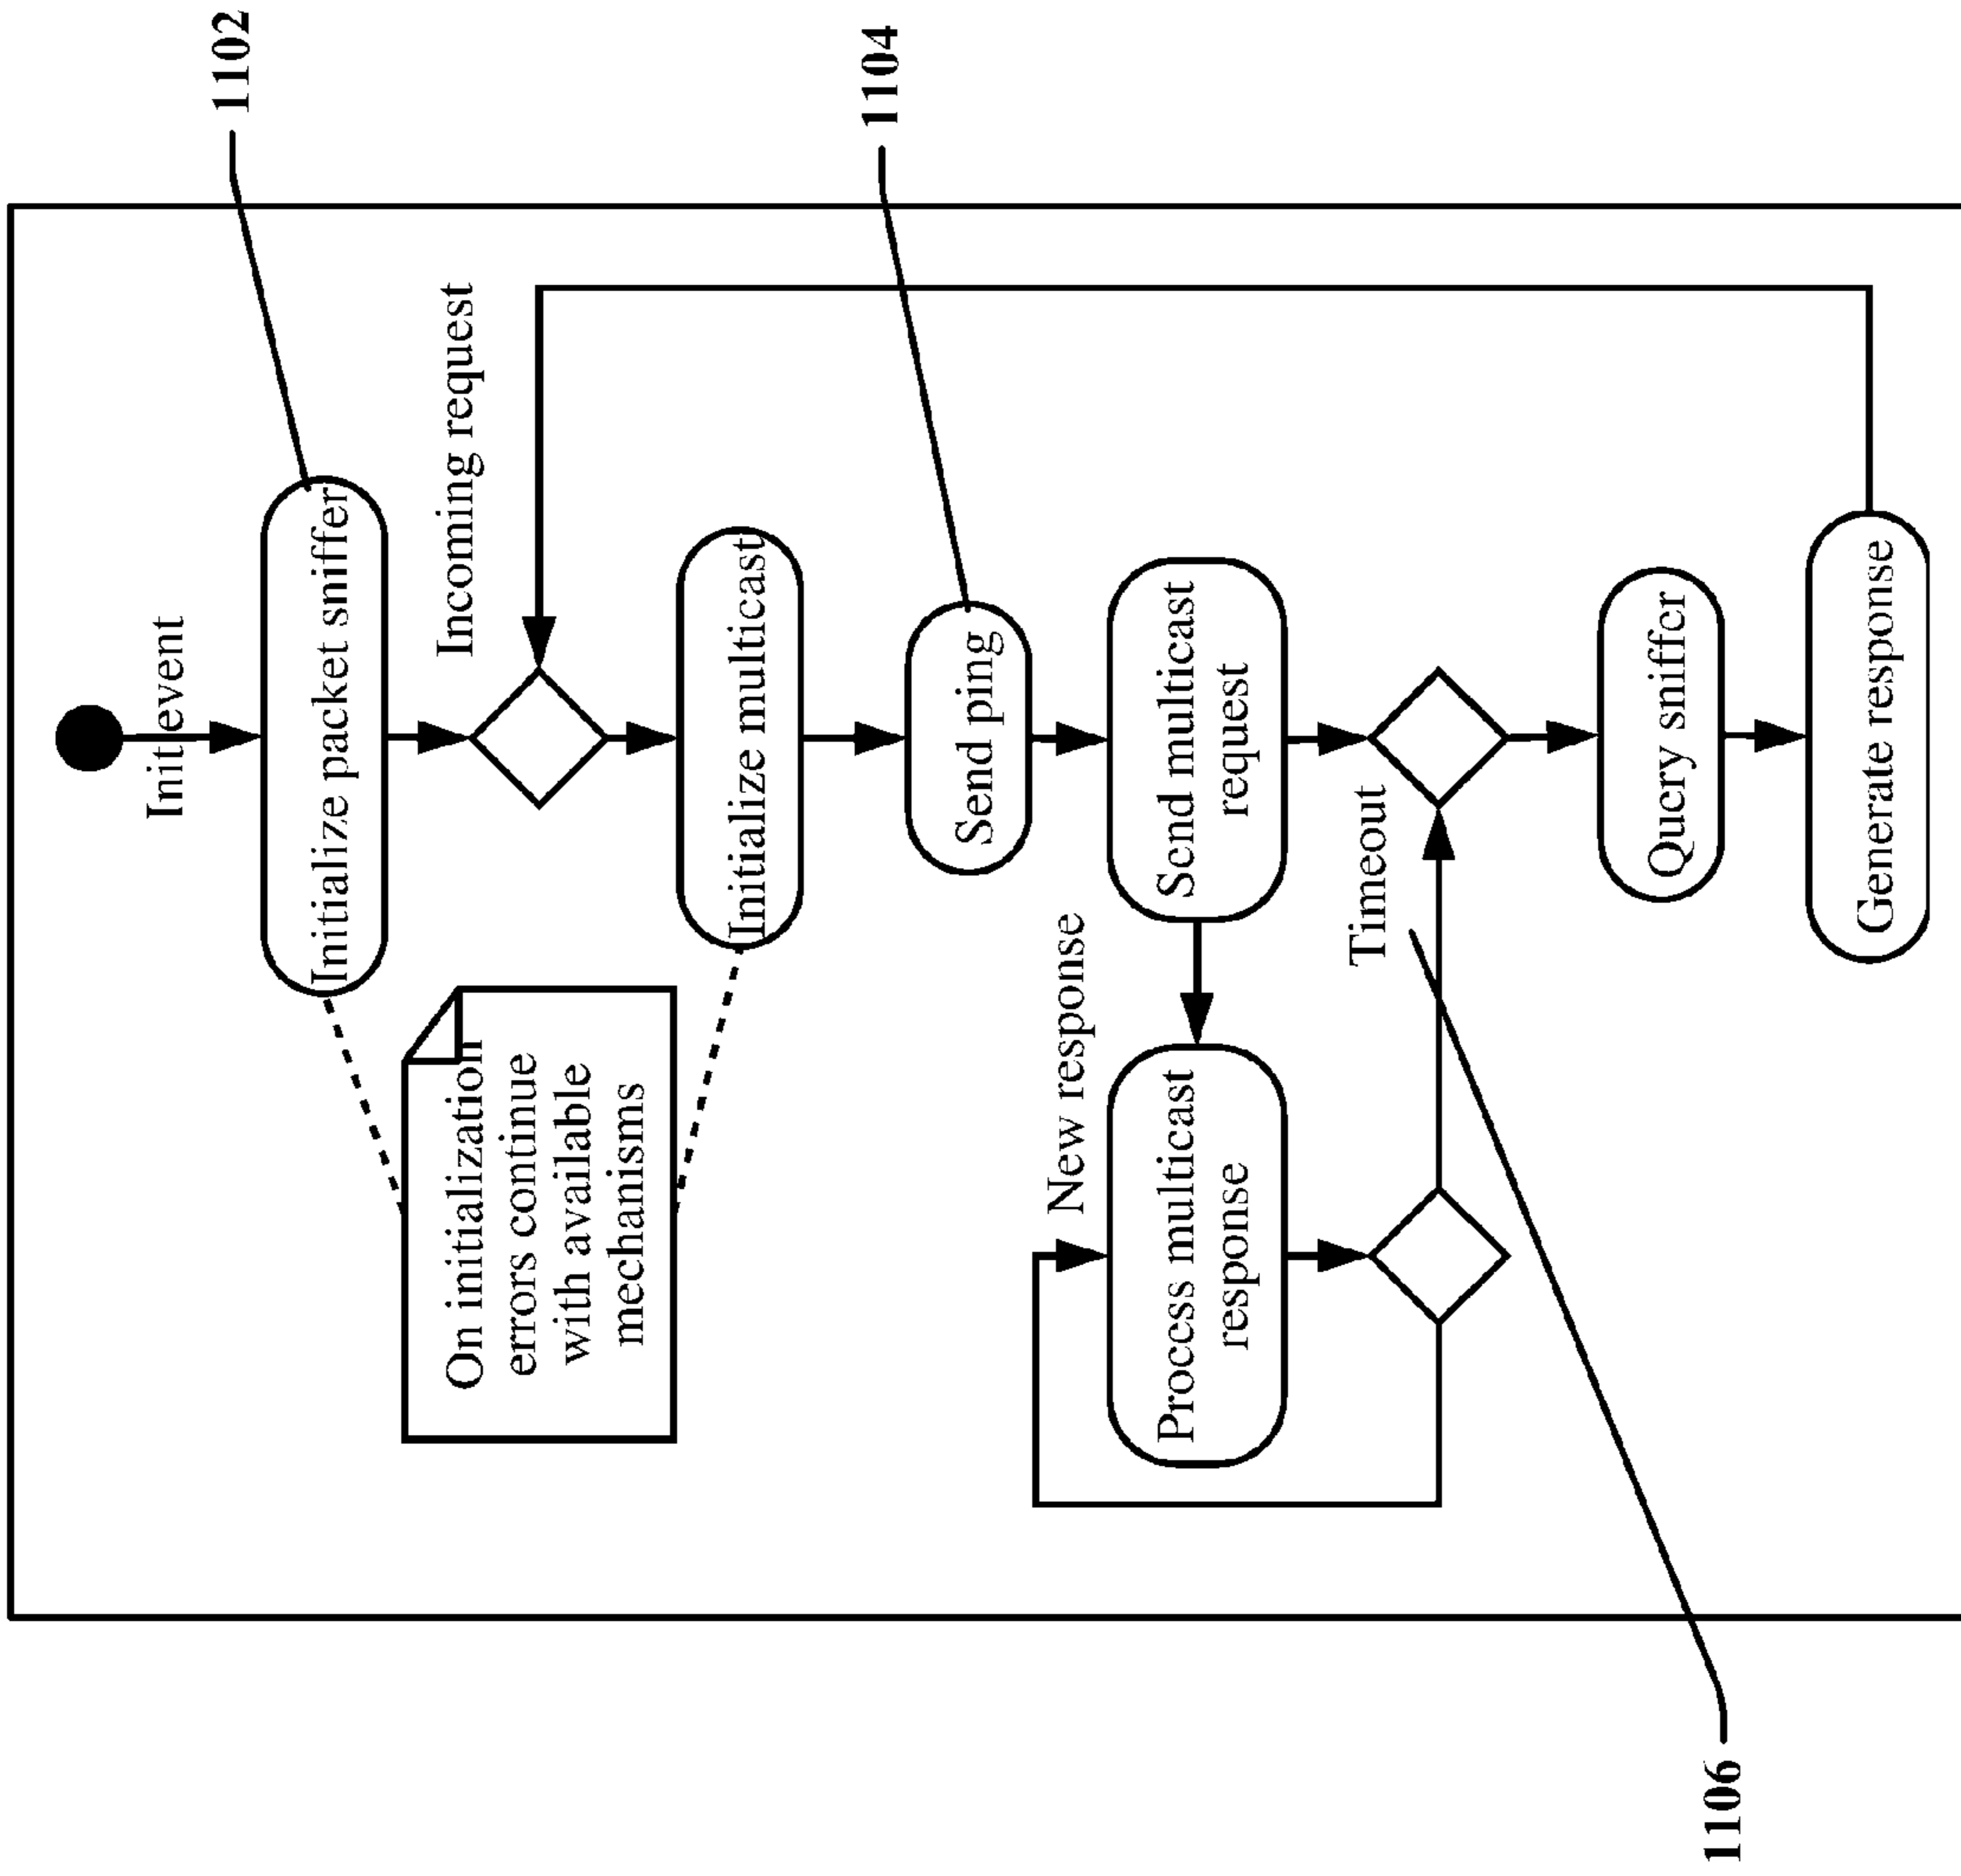 1102
Init event
Initialize packet sniffer
Incoming request
On initialization
errors continue
with available
mechanisms
Initialize multicast
1104
Send ping
New response
Send multicast
request
Process multicast
response
Timeout
Query sniffer
Generate response
1106